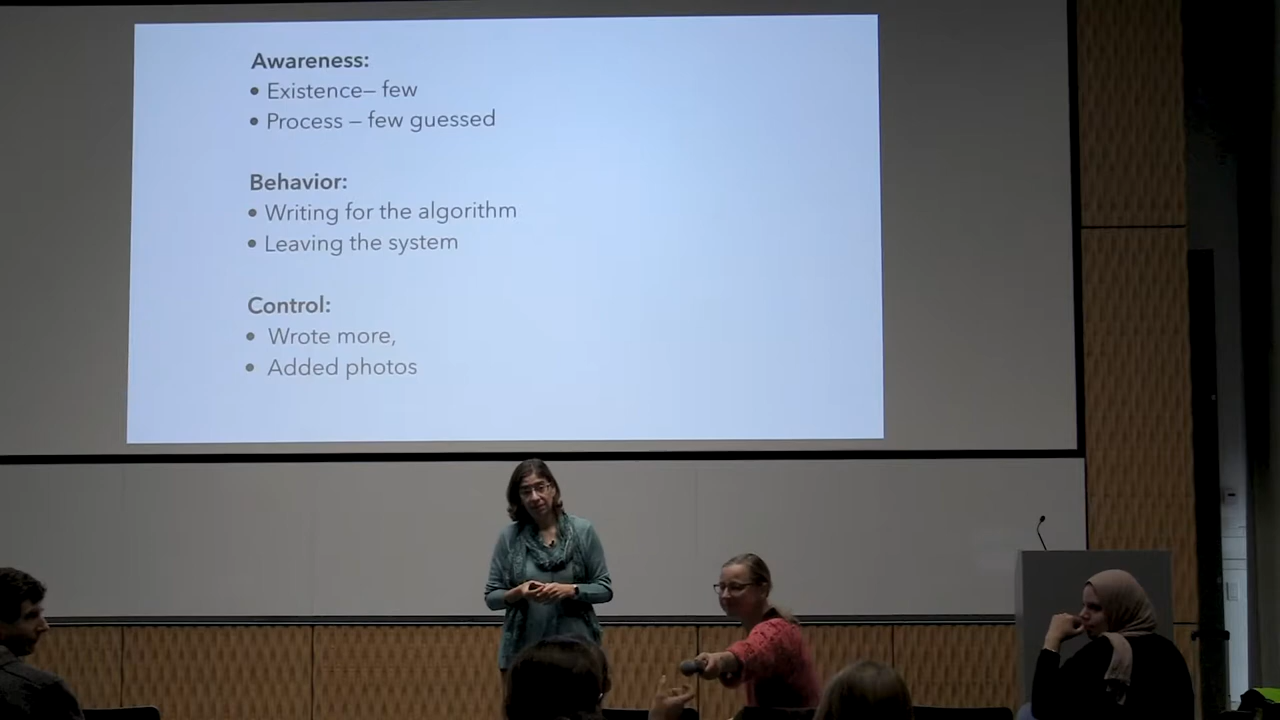 Awareness:
• Existence– few
• Process – few guessed
Behavior:
• Writing for the algorithm
• Leaving the system
Control:
• Wrote more,
• Added photos